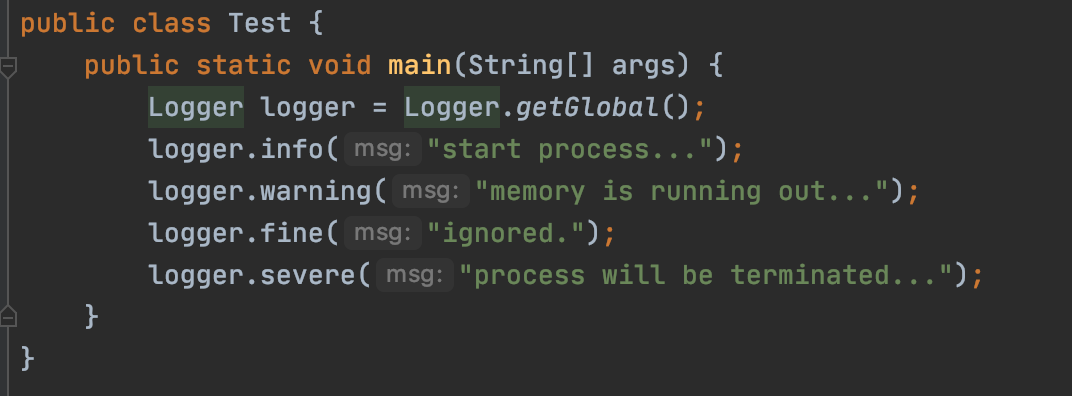 public class Test {
    public static void main(String[] args) {
        Logger logger = Logger.getGlobal();
        logger.info( msg: "start process...");
        logger.warning( msg: "memory is running out...");
        logger.fine( msg: "ignored.");
        logger.severe( msg: "process will be terminated...");
    }
}